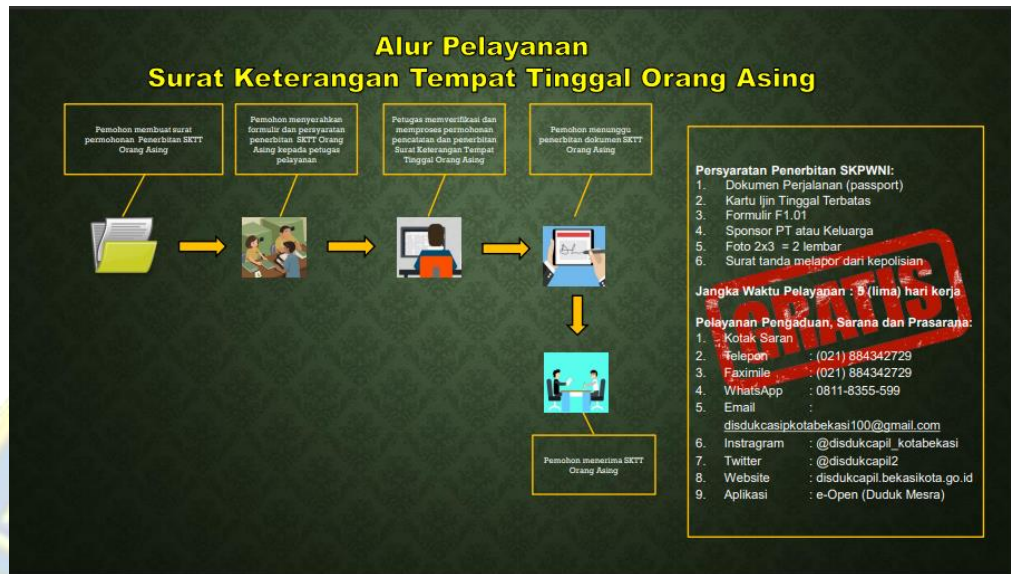 Alur Pelayanan
Surat Keterangan Tempat Tinggal Orang Asing
Pemohon membuat surat
permohonan Penerbitan SKTT
Orang Asing
Pemohon menyerahkan
formulir dan persyaratan
penerbitan SKTT Orang
Asing kepada petugas
pelayanan
Petugas memverifikasi dan
memproses permohonan
pencatatan dan penerbitan
Surat Keterangan Tempat
Tinggal Orang Asing
Pemohon menunggu
penerbitan dokumen SKTT
Orang Asing
Pemohon menerima SKTT
Orang Asing
Persyaratan Penerbitan SKPWNI:
1. Dokumen Perjalanan (passport)
2. Kartu Ijin Tinggal Terbatas
3. Formulir F1.01
4. Sponsor PT atau Keluarga
5. Foto 2x3 = 2 lembar
6. Surat tanda melapor dari kepolisian
Jangka Waktu Pelayanan : 5 (lima) hari kerja
GRATIS
Pelayanan Pengaduan, Sarana dan Prasarana:
1. Kotak Saran
2. Telepon : (021) 884342729
3. Faximile : (021) 884342729
4. WhatsApp : 0811-8355-599
5. Email :
disdukcasipkotabekasi100@gmail.com
6. Instragram : @disdukcapil_kotabekasi
7. Twitter : @disdukcapil2
8. Website : disdukcapil.bekasikota.go.id
9. Aplikasi : e-Open (Duduk Mesra)